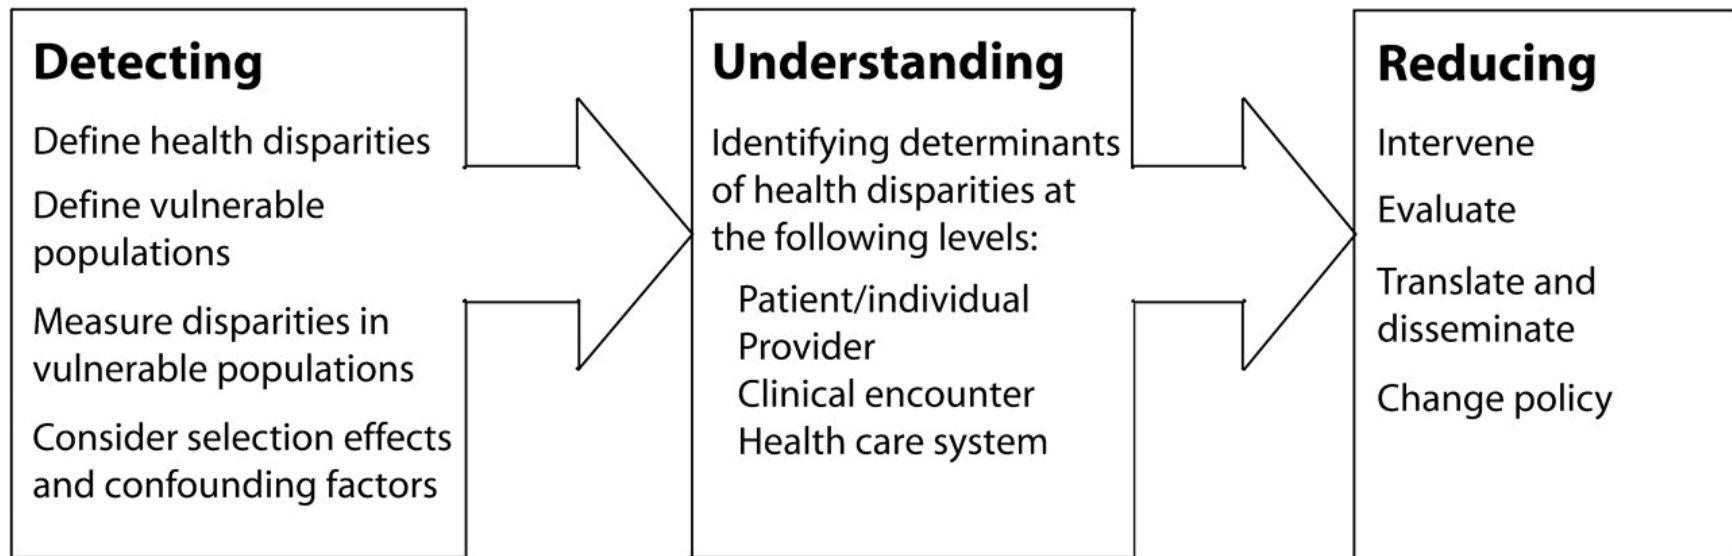 Detecting
Define health disparities
Define vulnerable
populations
Measure disparities in
vulnerable populations
Consider selection effects
and confounding factors
Understanding
Identifying determinants
of health disparities at
the following levels:
Patient/individual
Provider
Clinical encounter
Health care system
Reducing
Intervene
Evaluate
Translate and
disseminate
Change policy